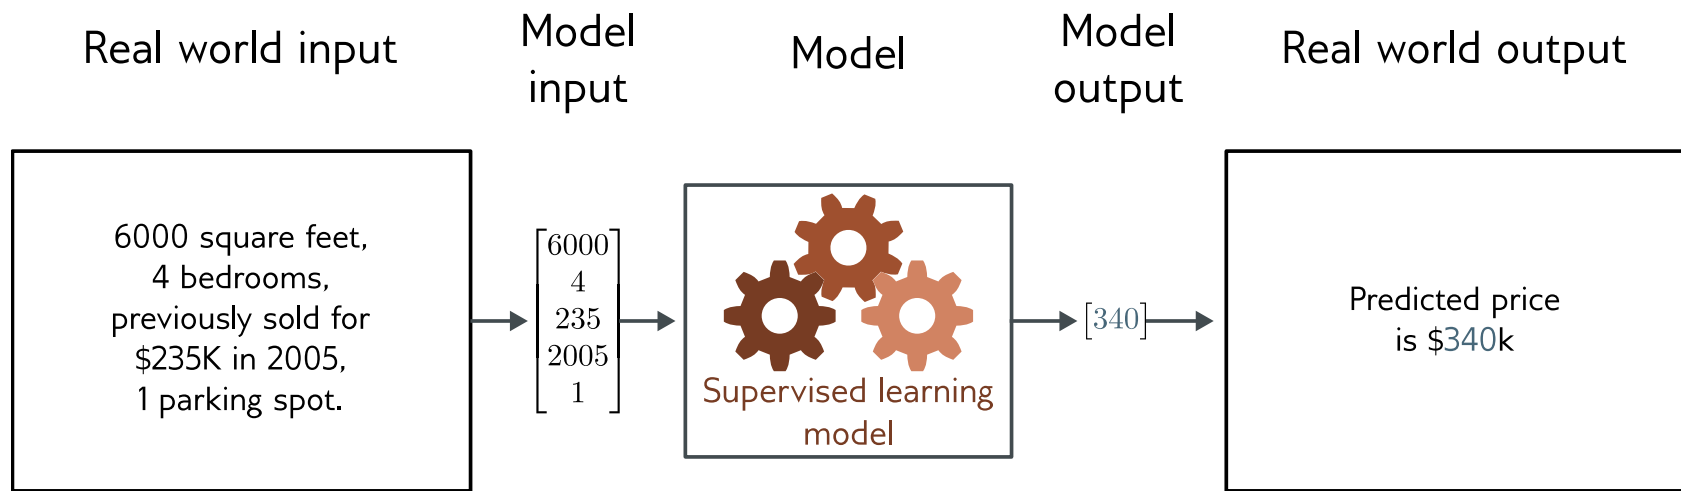 Real world input
Model
input
Model
Model
output
Real world output
6000 square feet,
4 bedrooms,
previously sold for
$235K in 2005,
1 parking spot.
6000
4
235
2005
1
Supervised learning
model
[340]
Predicted price
is $340k